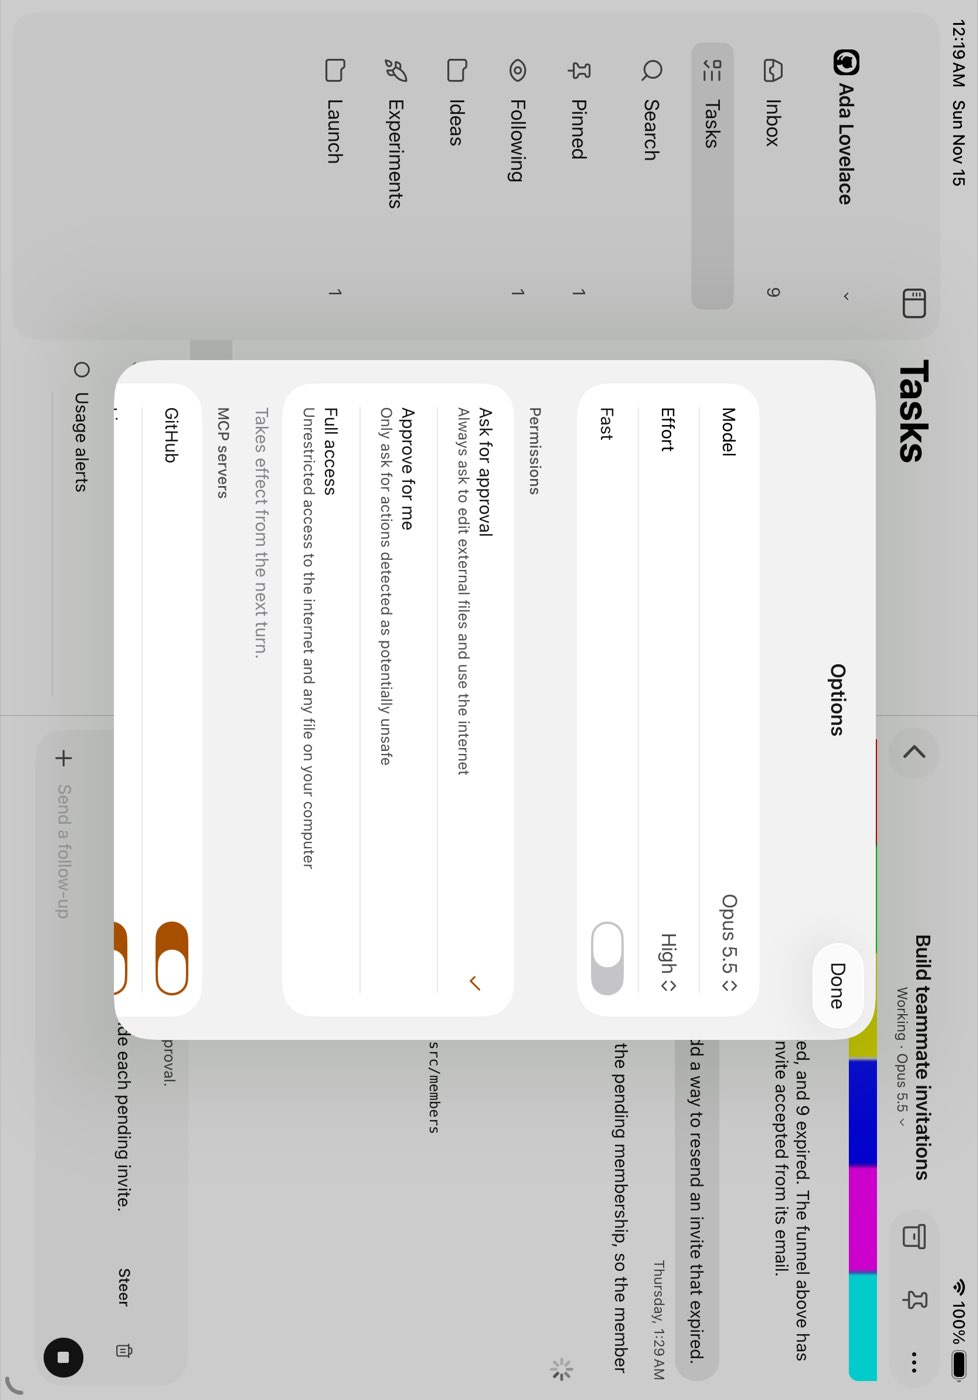 12:19 AM Sun Nov 15
100%
Ada Lovelace
Inbox 9
Tasks
Search
Pinned 1
Following 1
Ideas
Experiments
Launch 1
Tasks
Usage alerts
Build teammate invitations
Working · Opus 5.5
ed, and 9 expired. The funnel above has
nvite accepted from its email.
dd a way to resend an invite that expired.
Thursday, 1:29 AM
the pending membership, so the member
src/members
proval.
de each pending invite.
Steer
Send a follow-up
Options
Done
Model Opus 5.5
Effort High
Fast
Permissions
Ask for approval
Always ask to edit external files and use the internet
Approve for me
Only ask for actions detected as potentially unsafe
Full access
Unrestricted access to the internet and any file on your computer
Takes effect from the next turn.
MCP servers
GitHub